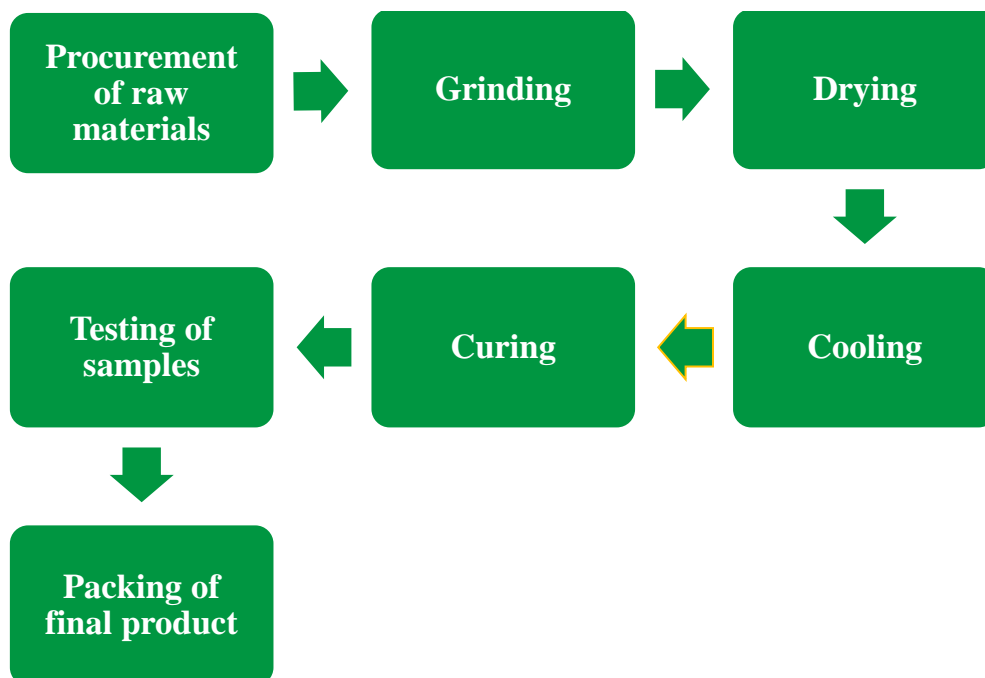 Procurement
of raw
materials
Grinding
Drying
Cooling
Curing
Testing of
samples
Packing of
final product